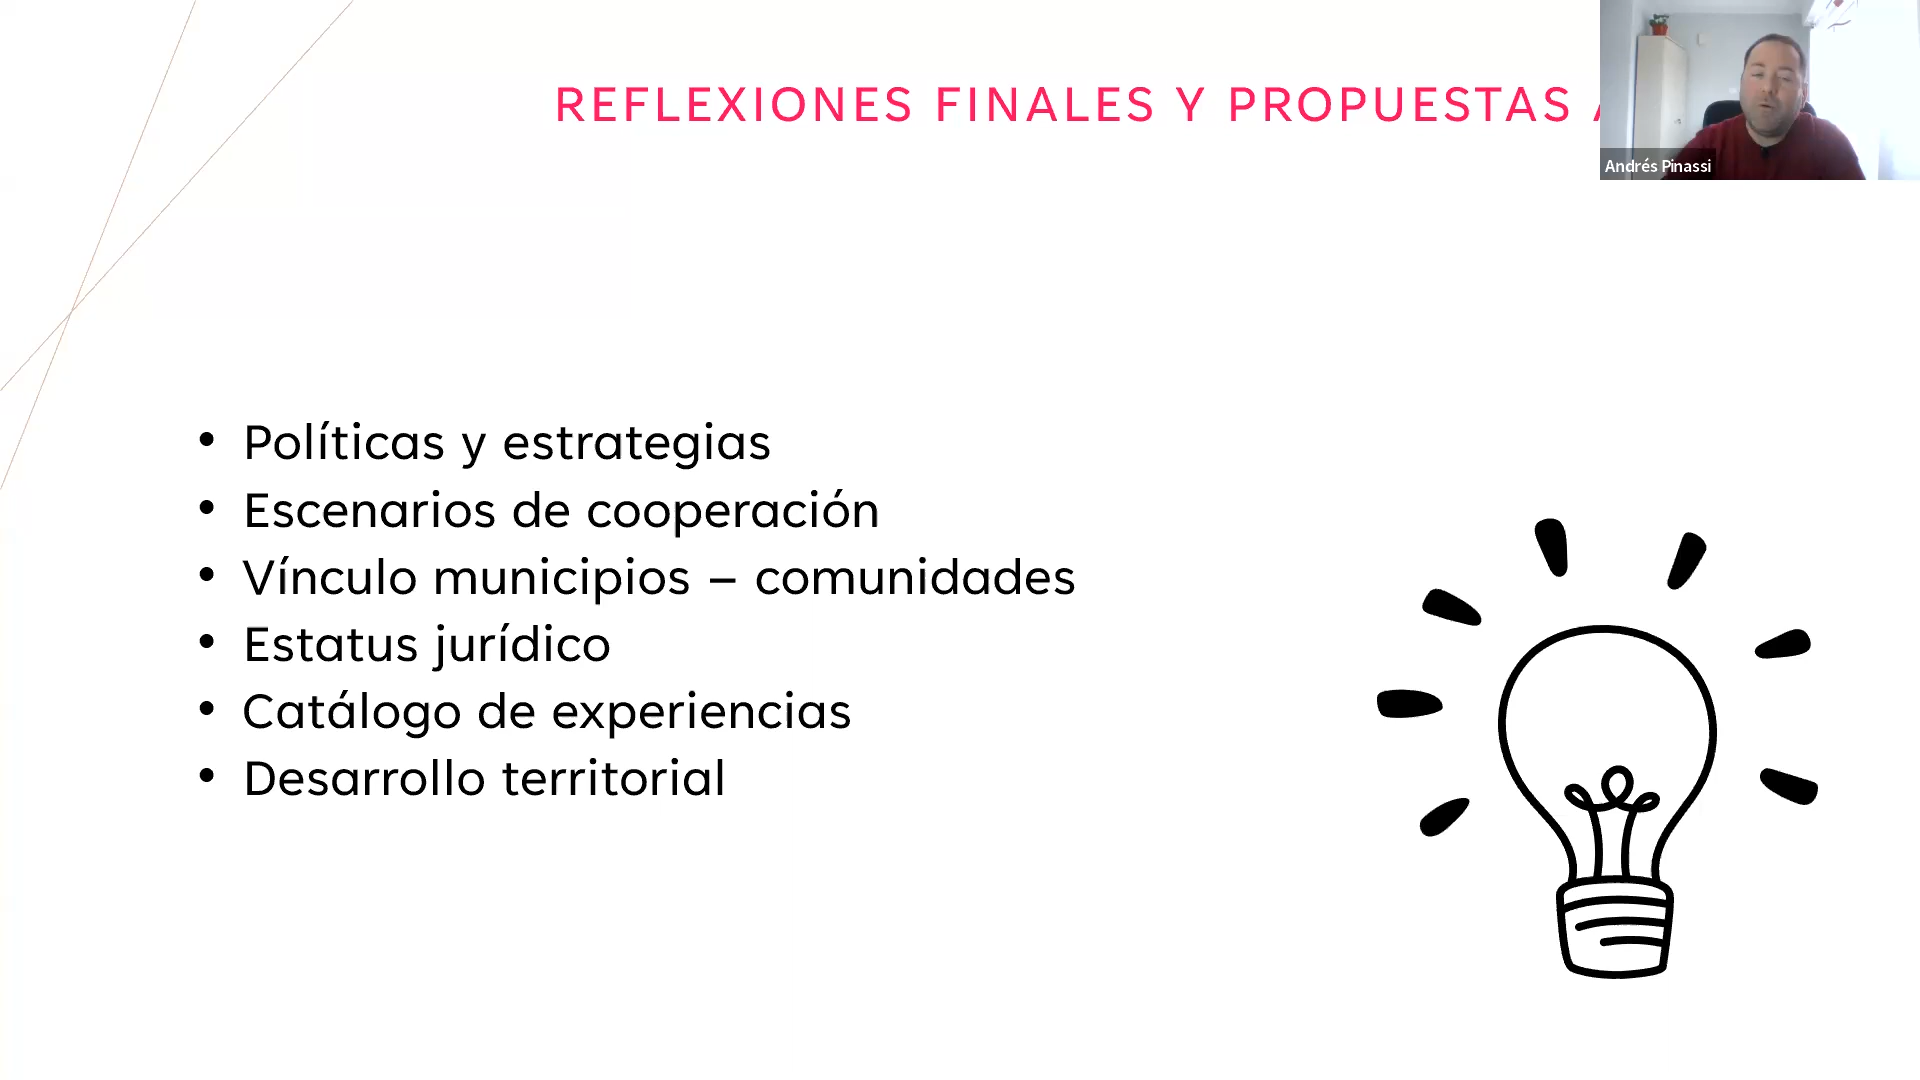 REFLEXIONES FINALES Y PROPUESTAS
Andrés Pinassi
• Políticas y estrategias
• Escenarios de cooperación
• Vínculo municipios – comunidades
• Estatus jurídico
• Catálogo de experiencias
• Desarrollo territorial